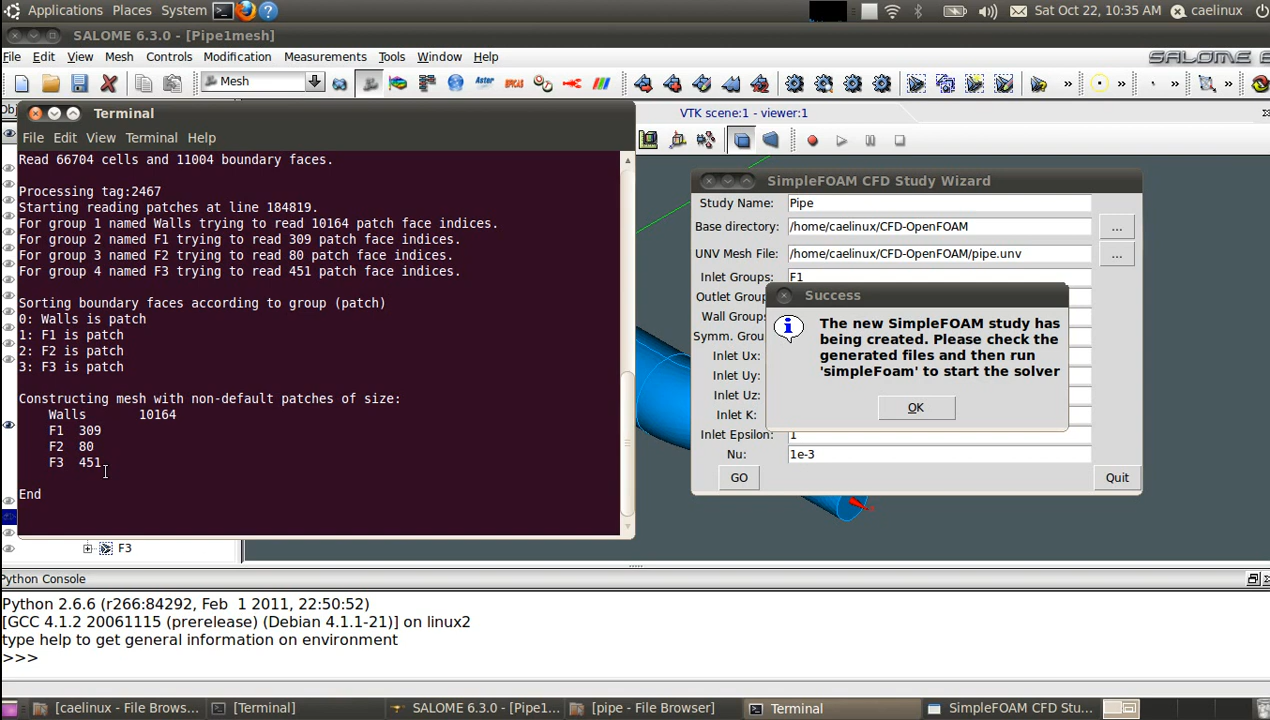 Applications Places System ? Sat Oct 22, 10:35 AM caelinux
SALOME 6.3.0 - [Pipe1mesh]
File Edit View Mesh Controls Modification Measurements Tools Window Help SALOME
Mesh Aster » » »
Terminal
VTK scene:1 - viewer:1
File Edit View Terminal Help
Read 66704 cells and 11004 boundary faces.
Processing tag:2467
Starting reading patches at line 184819.
For group 1 named Walls trying to read 10164 patch face indices.
For group 2 named F1 trying to read 309 patch face indices.
For group 3 named F2 trying to read 80 patch face indices.
For group 4 named F3 trying to read 451 patch face indices.
Sorting boundary faces according to group (patch)
0: Walls is patch
1: F1 is patch
2: F2 is patch
3: F3 is patch
Constructing mesh with non-default patches of size:
Walls 10164
F1 309
F2 80
F3 451
End
SimpleFOAM CFD Study Wizard
Study Name: Pipe
Base directory: /home/caelinux/CFD-OpenFOAM ...
UNV Mesh File: /home/caelinux/CFD-OpenFOAM/pipe.unv ...
Inlet Groups: F1
Outlet Group
Wall Groups
Symm. Grou
Inlet Ux:
Inlet Uy:
Inlet Uz:
Inlet K:
Inlet Epsilon: 1
Nu: 1e-3
GO Quit
Success
The new SimpleFOAM study has
being created. Please check the
generated files and then run
'simpleFoam' to start the solver
OK
F3
Python Console
Python 2.6.6 (r266:84292, Feb 1 2011, 22:50:52)
[GCC 4.1.2 20061115 (prerelease) (Debian 4.1.1-21)] on linux2
type help to get general information on environment
>>>
[caelinux - File Brows... [Terminal] SALOME 6.3.0 - [Pipe1... [pipe - File Browser] Terminal SimpleFOAM CFD Stu...